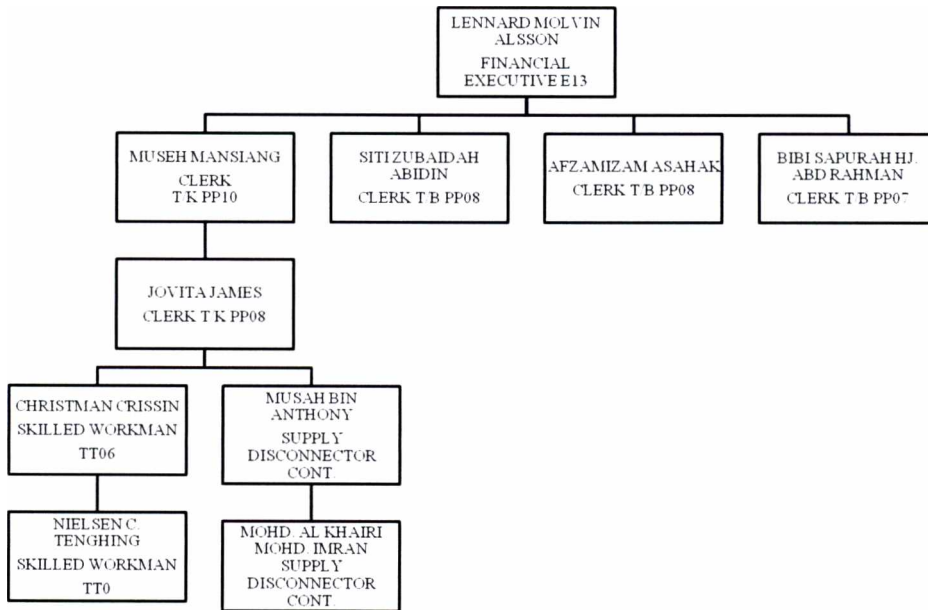 LENNARD MOLVIN
ALSSON
FINANCIAL
EXECUTIVE E13
MUSEH MANSIANG
CLERK
T K PP10
SITI ZUBAIDAH
ABIDIN
CLERK T B PP08
AFZAMIZAM ASAHAK
CLERK T B PP08
BIBI SAPURAH HJ.
ABD RAHMAN
CLERK T B PP07
JOVITA JAMES
CLERK T K PP08
CHRISTMAN CRISSIN
SKILLED WORKMAN
TT06
MUSAH BIN
ANTHONY
SUPPLY
DISCONNECTOR
CONT.
NIELSEN C.
TENGHING
SKILLED WORKMAN
TT0
MOHD. AL KHAIRI
MOHD. IMRAN
SUPPLY
DISCONNECTOR
CONT.